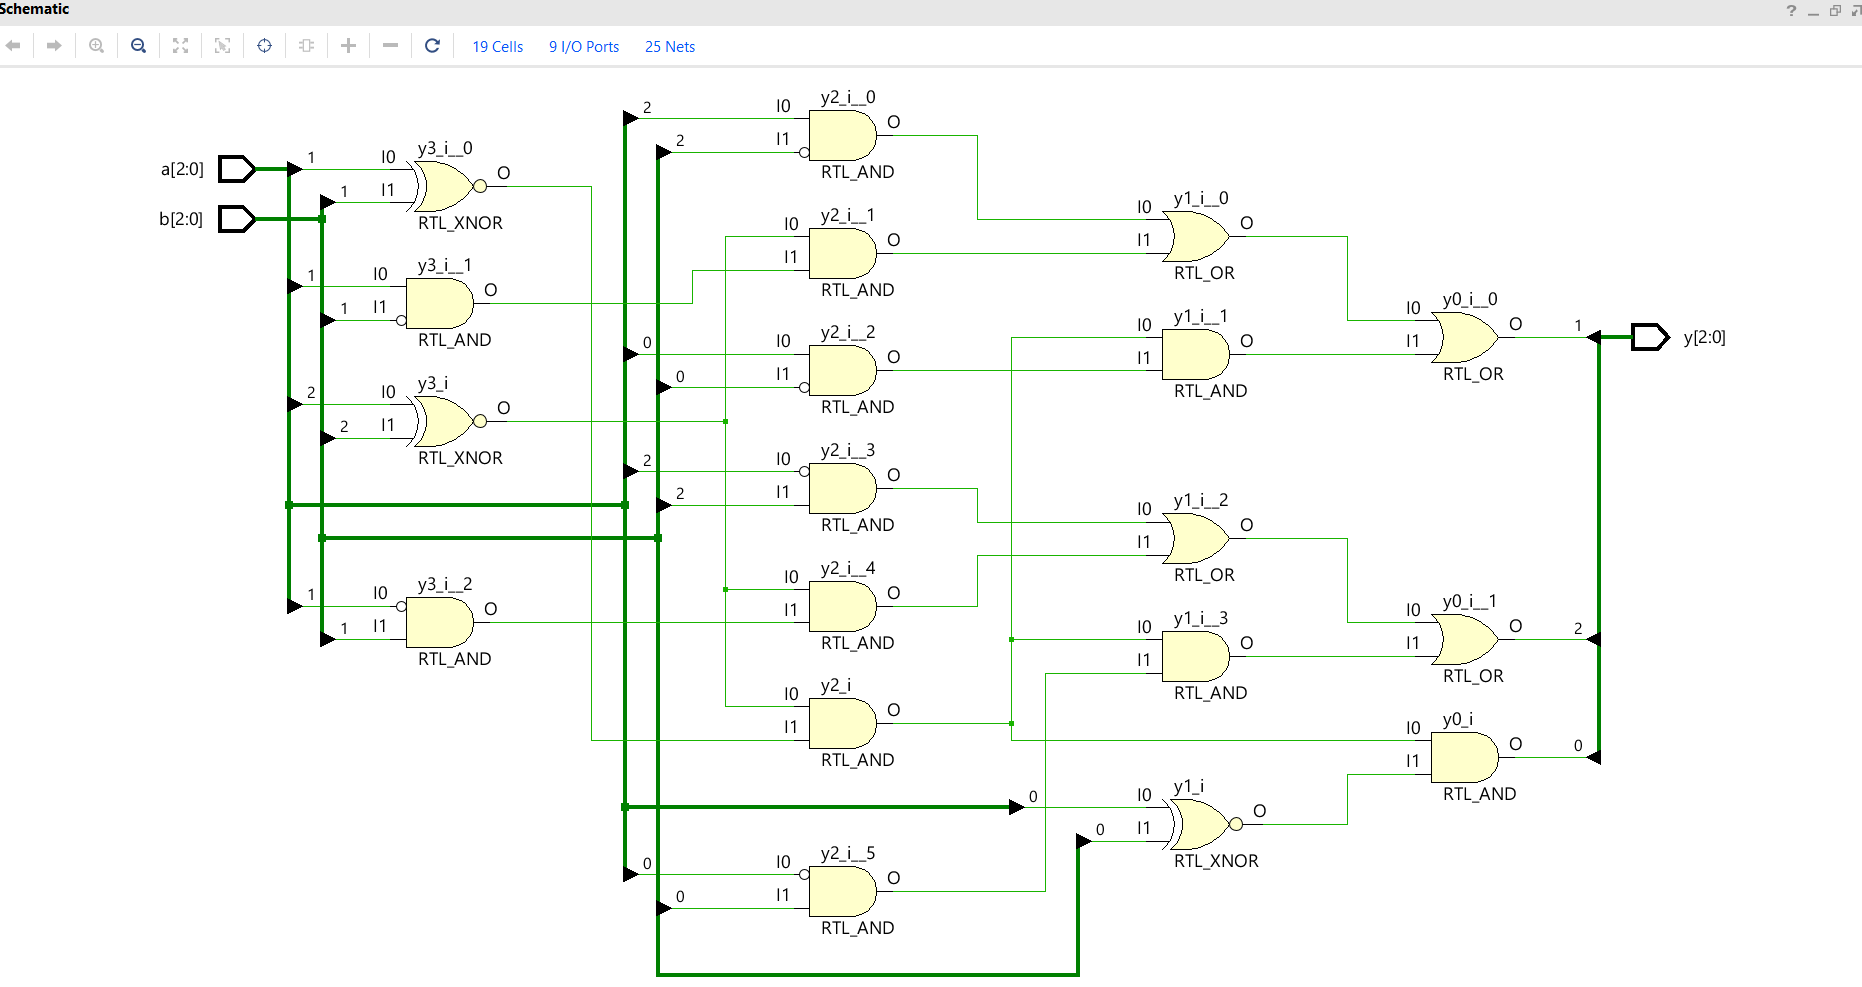 Schematic
?
19 Cells 9 I/O Ports 25 Nets
a[2:0]
b[2:0]
1 I0 y3_i__0
1 I1 O
RTL_XNOR
1 I0 y3_i__1
1 I1 O
RTL_AND
2 I0 y3_i
2 I1 O
RTL_XNOR
1 I0 y3_i__2
1 I1 O
RTL_AND
2 I0 y2_i__0
2 I1 O
RTL_AND
I0 y2_i__1
I1 O
RTL_AND
0 I0 y2_i__2
0 I1 O
RTL_AND
2 I0 y2_i__3
2 I1 O
RTL_AND
I0 y2_i__4
I1 O
RTL_AND
I0 y2_i
I1 O
RTL_AND
0 I0 y2_i__5
0 I1 O
RTL_AND
I0 y1_i__0
I1 O
RTL_OR
I0 y1_i__1
I1 O
RTL_AND
I0 y1_i__2
I1 O
RTL_OR
I0 y1_i__3
I1 O
RTL_AND
0 I0 y1_i
0 I1 O
RTL_XNOR
I0 y0_i__0
I1 O 1
RTL_OR
I0 y0_i__1
I1 O 2
RTL_OR
I0 y0_i
I1 O 0
RTL_AND
y[2:0]